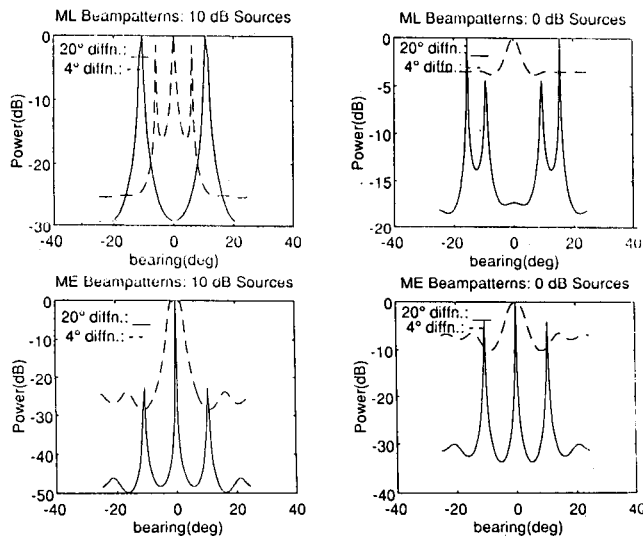 ML Beampatterns: 10 dB Sources
0
-10
-20
-30
Power(dB)
20° diffn.:
4° diffn.:
-40 -20 0 20 40
bearing(deg)
ML Beampatterns: 0 dB Sources
0
-5
-10
-15
-20
Power(dB)
20° diffn.:
4° diffn.:
-40 -20 0 20 40
bearing(deg)
ME Beampatterns: 10 dB Sources
0
-10
-20
-30
-40
-50
Power(dB)
20° diffn.:
4° diffn.:
-40 -20 0 20 40
bearing(deg)
ME Beampatterns: 0 dB Sources
0
-10
-20
-30
-40
Power(dB)
20° diffn.:
4° diffn.:
-40 -20 0 20 40
bearing(deg)